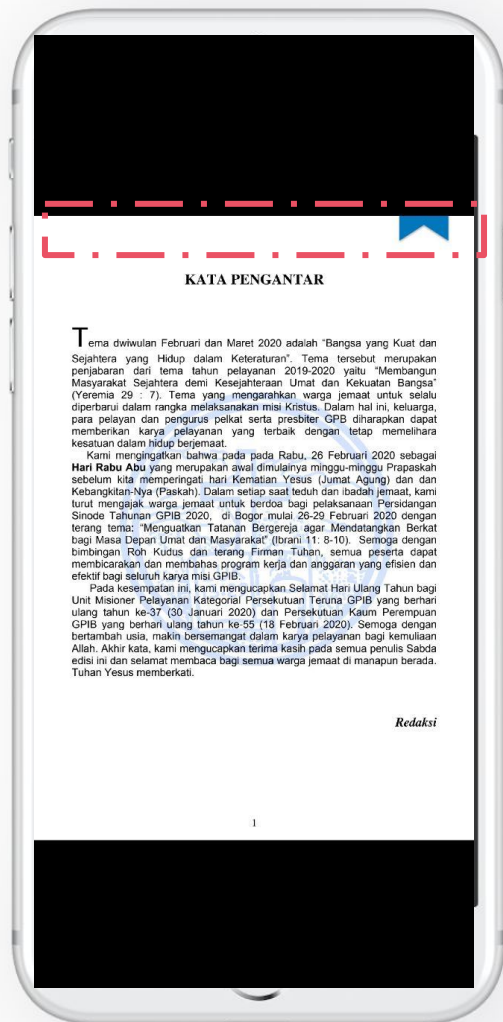 KATA PENGANTAR
Tema dwiwulan Februari dan Maret 2020 adalah “Bangsa yang Kuat dan
Sejahtera yang Hidup dalam Keteraturan”. Tema tersebut merupakan
penjabaran dari tema tahun pelayanan 2019-2020 yaitu “Membangun
Masyarakat Sejahtera demi Kesejahteraan Umat dan Kekuatan Bangsa”
(Yeremia 29 : 7). Tema yang mengarahkan warga jemaat untuk selalu
diperbarui dalam rangka melaksanakan misi Kristus. Dalam hal ini, keluarga,
para pelayan dan pengurus pelkat serta presbiter GPB diharapkan dapat
memberikan karya pelayanan yang terbaik dengan tetap memelihara
kesatuan dalam hidup berjemaat.
Kami mengingatkan bahwa pada pada Rabu, 26 Februari 2020 sebagai
Hari Rabu Abu yang merupakan awal dimulainya minggu-minggu Prapaskah
sebelum kita memperingati hari Kematian Yesus (Jumat Agung) dan dan
Kebangkitan-Nya (Paskah). Dalam setiap saat teduh dan ibadah jemaat, kami
turut mengajak warga jemaat untuk berdoa bagi pelaksanaan Persidangan
Sinode Tahunan GPIB 2020, di Bogor mulai 26-29 Februari 2020 dengan
terang tema: “Menguatkan Tatanan Bergereja agar Mendatangkan Berkat
bagi Masa Depan Umat dan Masyarakat” (Ibrani 11: 8-10). Semoga dengan
bimbingan Roh Kudus dan terang Firman Tuhan, semua peserta dapat
membicarakan dan membahas program kerja dan anggaran yang efisien dan
efektif bagi seluruh karya misi GPIB.
Pada kesempatan ini, kami mengucapkan Selamat Hari Ulang Tahun bagi
Unit Misioner Pelayanan Kategorial Persekutuan Teruna GPIB yang berhari
ulang tahun ke-37 (30 Januari 2020) dan Persekutuan Kaum Perempuan
GPIB yang berhari ulang tahun ke-55 (18 Februari 2020). Semoga dengan
bertambah usia, makin bersemangat dalam karya pelayanan bagi kemuliaan
Allah. Akhir kata, kami mengucapkan terima kasih pada semua penulis Sabda
edisi ini dan selamat membaca bagi semua warga jemaat di manapun berada.
Tuhan Yesus memberkati.
Redaksi
1